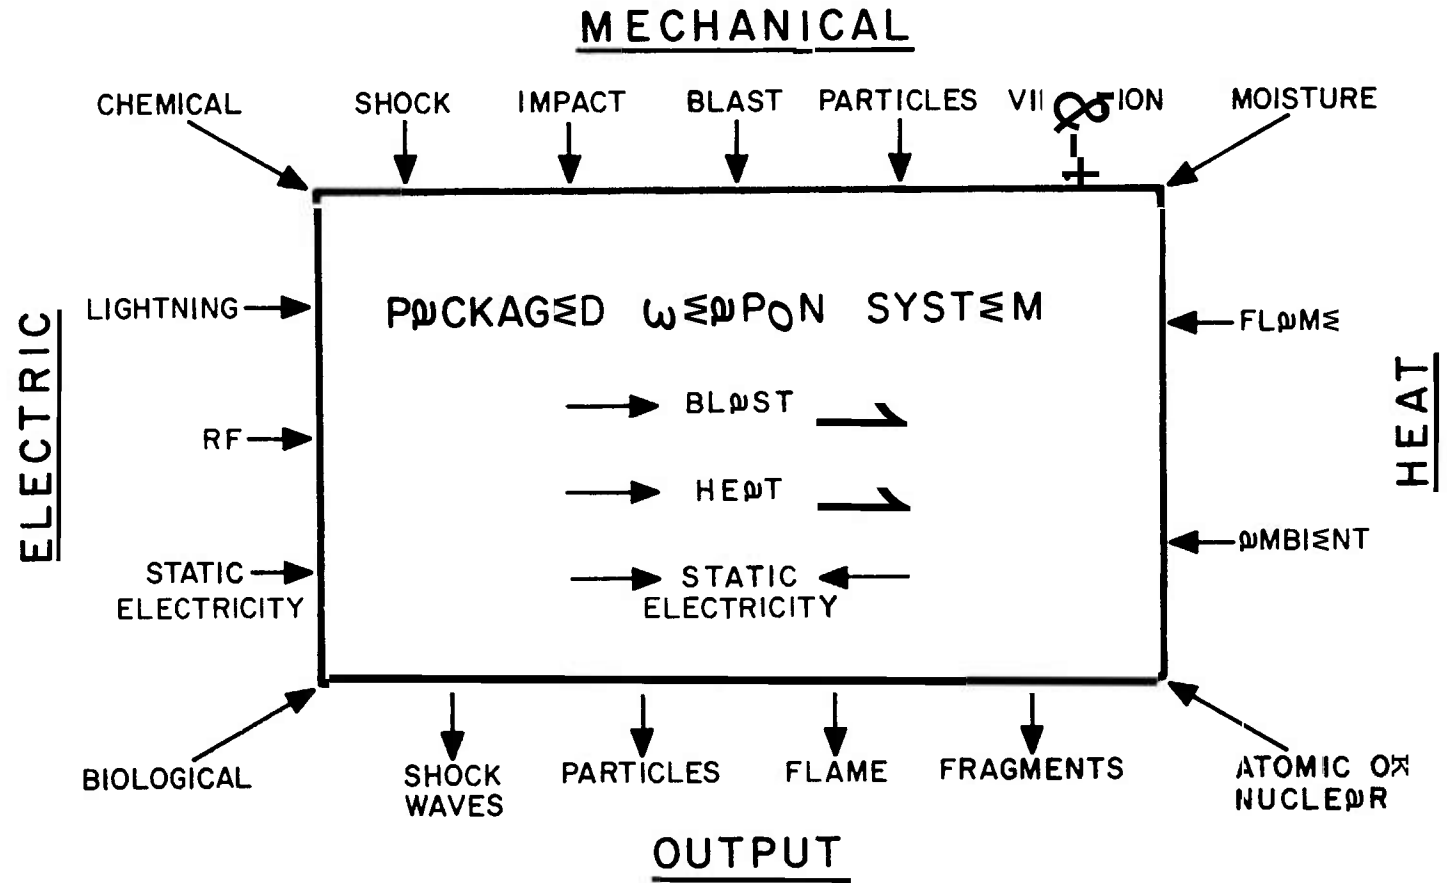 MECHANICAL
CHEMICAL SHOCK IMPACT BLAST PARTICLES MOISTURE
ELECTRIC
LIGHTNING
RF
STATIC
ELECTRICITY
PACKAGED WEAPON SYSTEM
BLAST
HEAT
STATIC
ELECTRICITY
FLAME
AMBIENT
HEAT
BIOLOGICAL
SHOCK
WAVES
PARTICLES
FLAME
FRAGMENTS
ATOMIC OR
NUCLEAR
OUTPUT